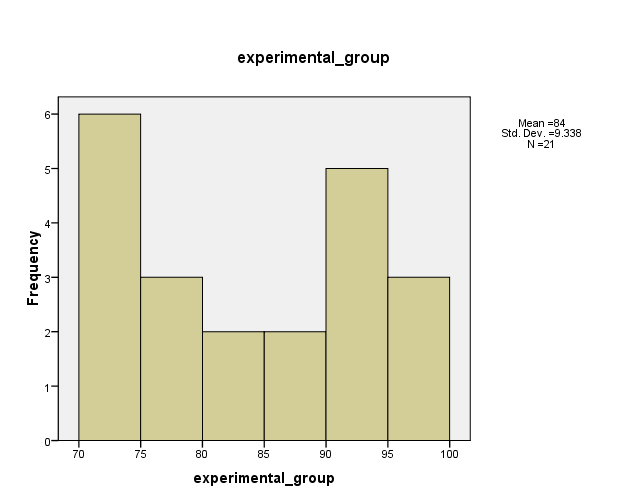 experimental_group
Mean =84
Std. Dev. =9.338
N =21
6
5
4
3
2
1
0
Frequency
70 75 80 85 90 95 100
experimental_group